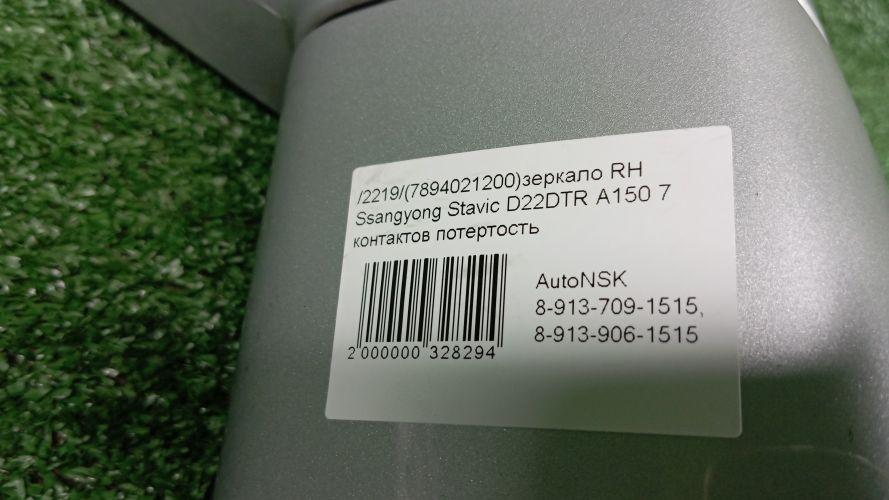 /2219/(7894021200)зеркало RH
Ssangyong Stavic D22DTR A150 7
контактов потертость
AutoNSK
8-913-709-1515,
8-913-906-1515
2 000000 328294